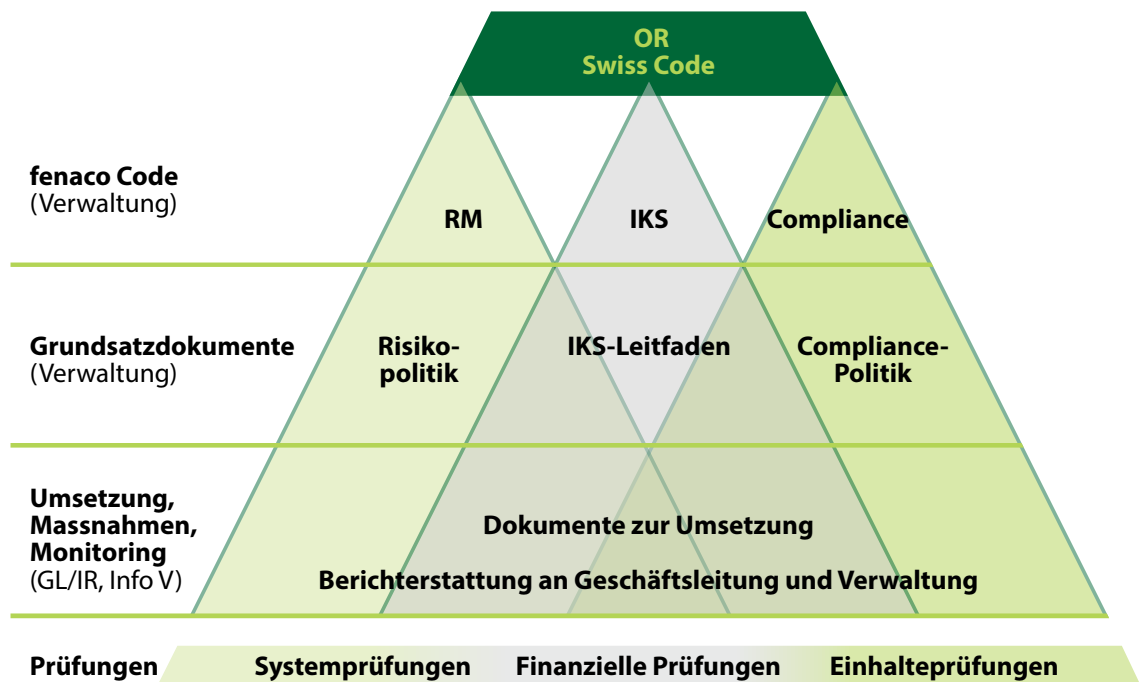 OR
Swiss Code
fenaco Code
(Verwaltung)
RM
IKS
Compliance
Grundsatzdokumente
(Verwaltung)
Risiko-
politik
IKS-Leitfaden
Compliance-
Politik
Umsetzung,
Massnahmen,
Monitoring
(GL/IR, Info V)
Dokumente zur Umsetzung
Berichterstattung an Geschäftsleitung und Verwaltung
Prüfungen
Systemprüfungen
Finanzielle Prüfungen
Einhalteprüfungen